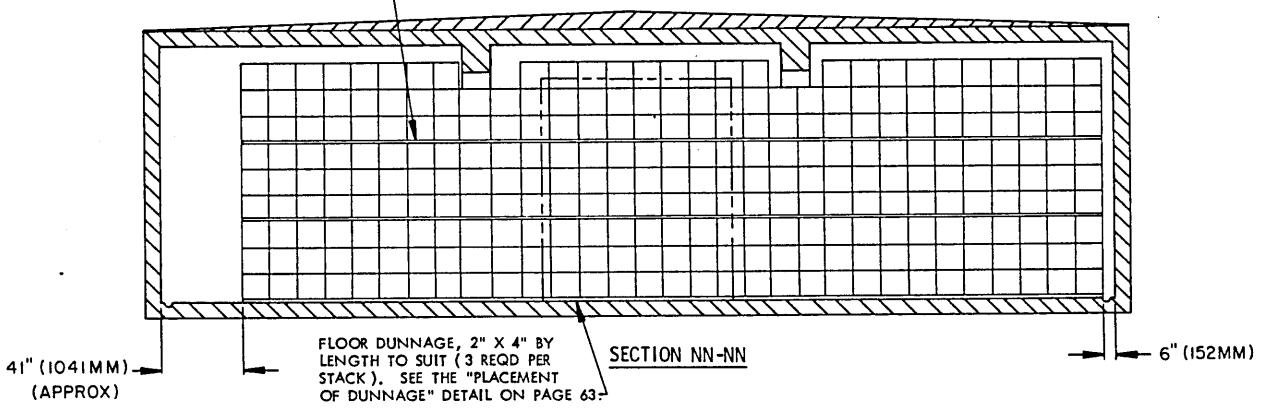 41" (1041MM)
(APPROX)
FLOOR DUNNAGE, 2" X 4" BY
LENGTH TO SUIT (3 REQD PER
STACK). SEE THE "PLACEMENT
OF DUNNAGE" DETAIL ON PAGE 63.
SECTION NN-NN
6" (152MM)